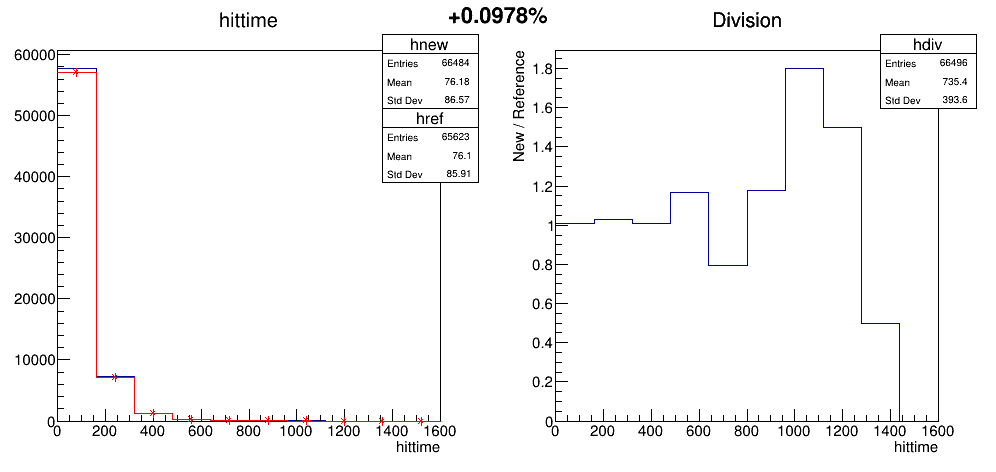 +0.0978%
hittime
hnew
Entries 66484
Mean 76.18
Std Dev 86.57
href
Entries 65623
Mean 76.1
Std Dev 85.91
60000
50000
40000
30000
20000
10000
0
0 200 400 600 800 1000 1200 1400 1600
hittime
Division
hdiv
Entries 66496
Mean 735.4
Std Dev 393.6
New / Reference
1.8
1.6
1.4
1.2
1
0.8
0.6
0.4
0.2
0
0 200 400 600 800 1000 1200 1400 1600
hittime